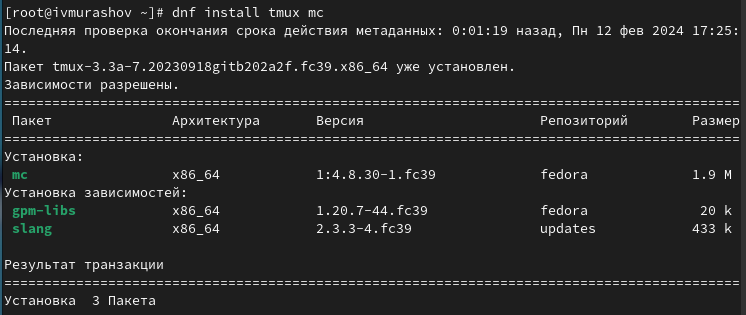 [root@ivmurashov ~]# dnf install tmux mc
Последняя проверка окончания срока действия метаданных: 0:01:19 назад, Пн 12 фев 2024 17:25:
14.
Пакет tmux-3.3a-7.20230918gitb202a2f.fc39.x86_64 уже установлен.
Зависимости разрешены.
================================================================================
Пакет Архитектура Версия Репозиторий Размер
================================================================================
Установка:
mc x86_64 1:4.8.30-1.fc39 fedora 1.9 M
Установка зависимостей:
gpm-libs x86_64 1.20.7-44.fc39 fedora 20 k
slang x86_64 2.3.3-4.fc39 updates 433 k
Результат транзакции
================================================================================
Установка 3 Пакета